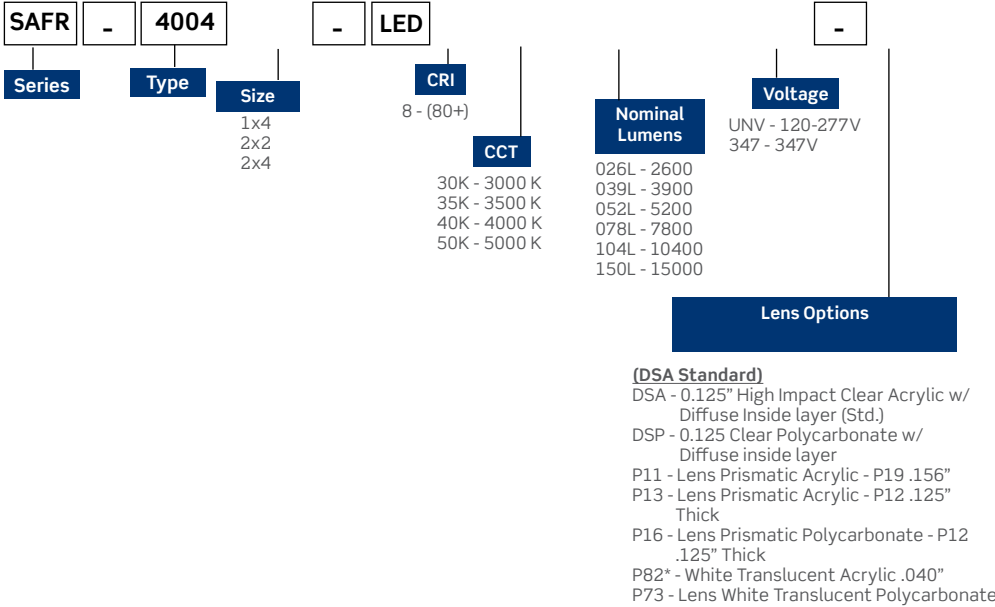 SAFR - 4004 - LED -
Series
Type
Size
1x4
2x2
2x4
CRI
8 - (80+)
CCT
30K - 3000 K
35K - 3500 K
40K - 4000 K
50K - 5000 K
Nominal
Lumens
026L - 2600
039L - 3900
052L - 5200
078L - 7800
104L - 10400
150L - 15000
Voltage
UNV - 120-277V
347 - 347V
Lens Options
(DSA Standard)
DSA - 0.125” High Impact Clear Acrylic w/
Diffuse Inside layer (Std.)
DSP - 0.125 Clear Polycarbonate w/
Diffuse inside layer
P11 - Lens Prismatic Acrylic - P19 .156”
P13 - Lens Prismatic Acrylic - P12 .125”
Thick
P16 - Lens Prismatic Polycarbonate - P12
.125” Thick
P82* - White Translucent Acrylic .040”
P73 - Lens White Translucent Polycarbonate